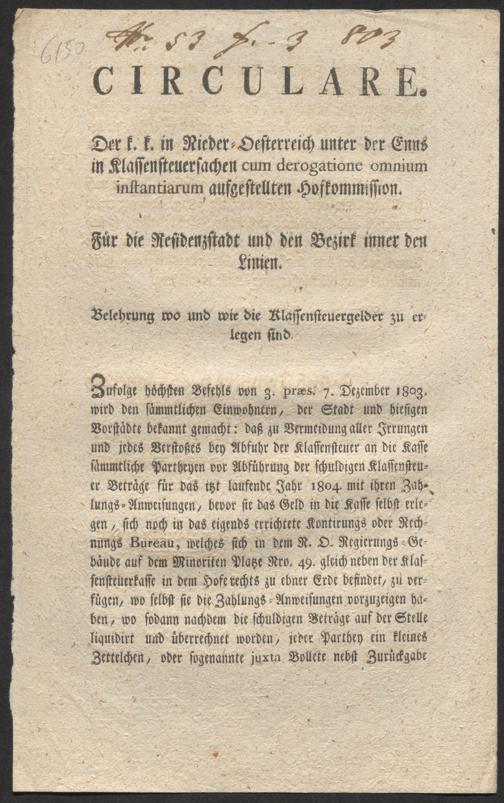 6150
Nr. 53 f. 3 803
CIRCULARE.
Der k. k. in Nieder-Oesterreich unter der Enns
in Klassensteuersachen cum derogatione omnium
instantiarum aufgestellten Hofkommission.
Für die Residenzstadt und den Bezirk inner den
Linien.
Belehrung wo und wie die Klassensteuergelder zu er-
legen sind.
Zufolge höchsten Befehls von 3. præs. 7. Dezember 1803.
wird den sämmtlichen Einwohnern, der Stadt und hiesigen
Vorstädte bekannt gemacht: daß zu Vermeidung aller Irrungen
und jedes Verstoßes bey Abfuhr der Klassensteuer an die Kasse
sämmtliche Partheyen vor Abführung der schuldigen Klassensteu-
er Beträge für das itzt laufende Jahr 1804 mit ihren Zah-
lungs-Anweisungen, bevor sie das Geld in die Kasse selbst erle-
gen, sich noch in das eigends errichtete Kontirungs oder Rech-
nungs Bureau, welches sich in dem N. O. Regierungs-Ge-
bäude auf dem Minoriten Platze Nro. 49. gleich neben der Klas-
sensteuerkasse in dem Hofe rechts zu ebner Erde befindet, zu ver-
fügen, wo selbst sie die Zahlungs-Anweisungen vorzuzeigen ha-
ben, wo sodann nachdem die schuldigen Beträge auf der Stelle
liquidirt und überrechnet worden, jeder Parthey ein kleines
Zettelchen, oder sogenannte juxta Bollete nebst Zurückgabe